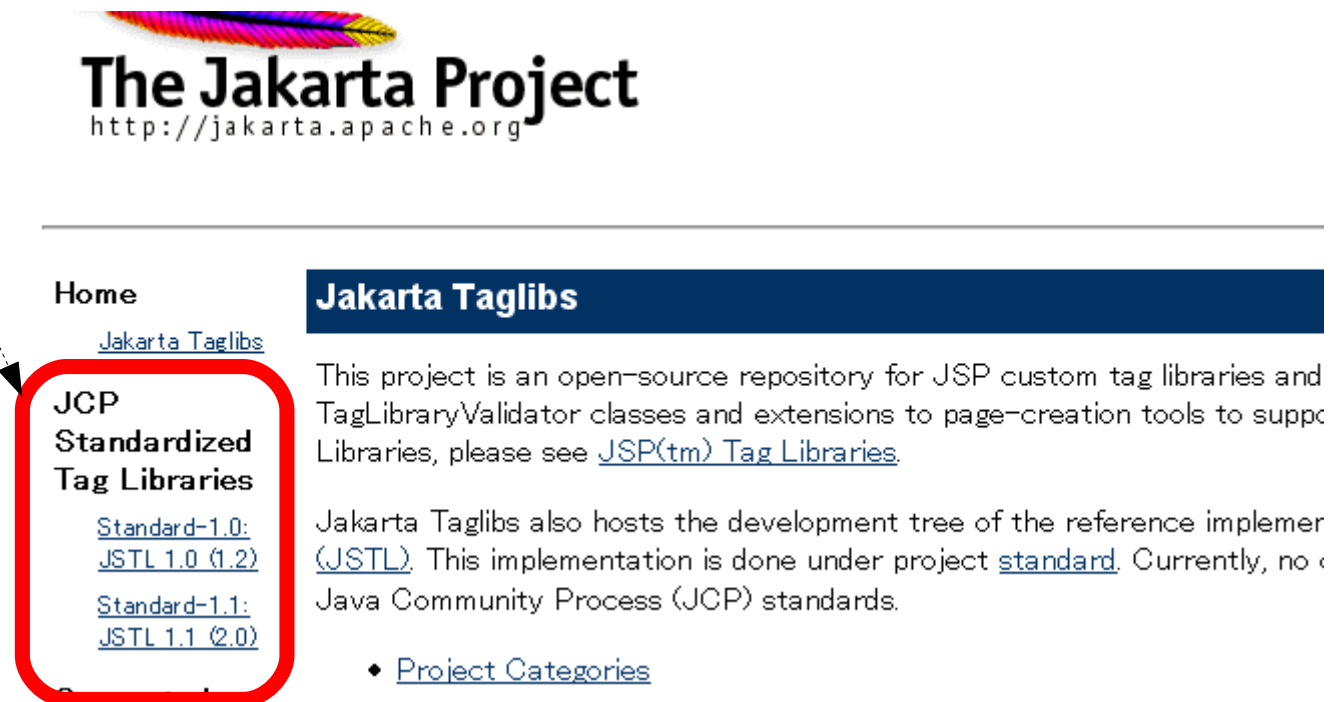 The Jakarta Project
http://jakarta.apache.org
Home
Jakarta Taglibs
JCP
Standardized
Tag Libraries
Standard-1.0:
JSTL 1.0 (1.2)
Standard-1.1:
JSTL 1.1 (2.0)
Jakarta Taglibs
This project is an open-source repository for JSP custom tag libraries and
TagLibraryValidator classes and extensions to page-creation tools to
Libraries, please see JSP(tm) Tag Libraries.
Jakarta Taglibs also hosts the development tree of the reference
(JSTL). This implementation is done under project standard. Currently, no
Java Community Process (JCP) standards.
• Project Categories